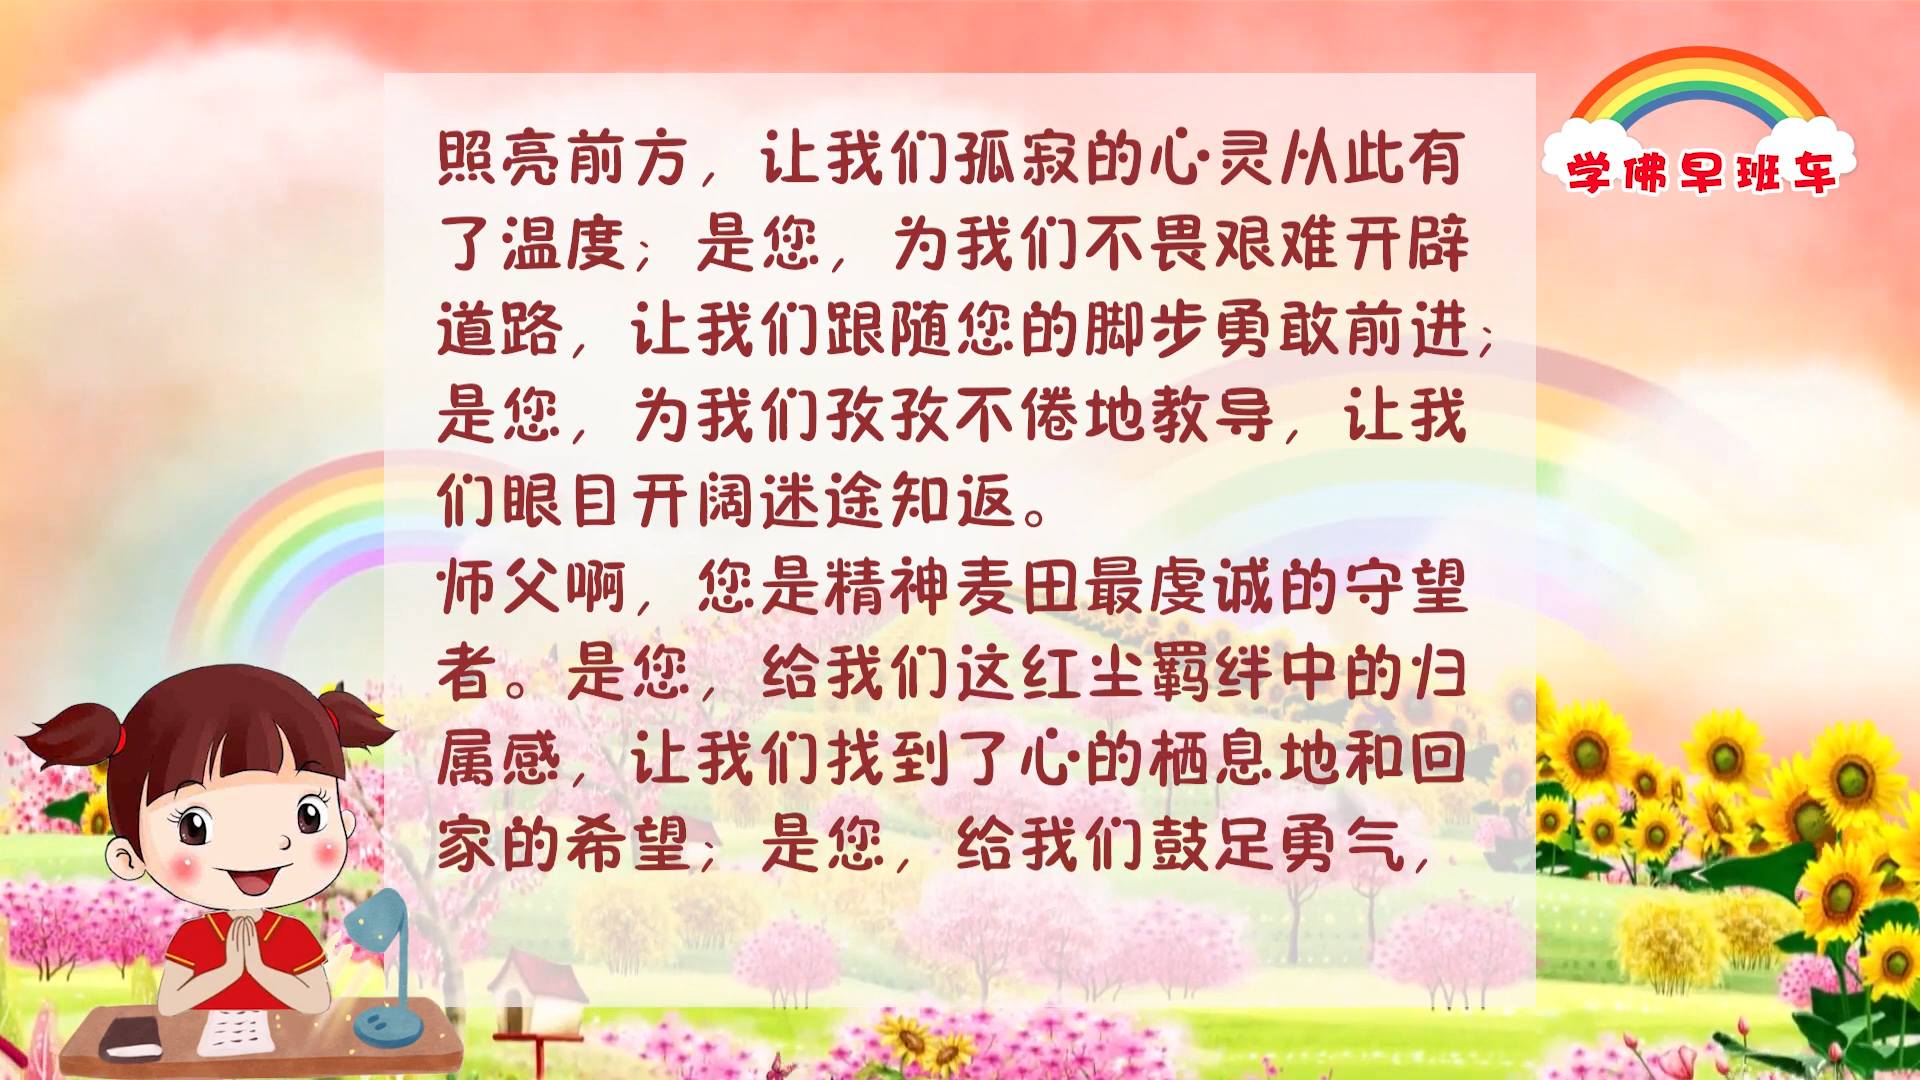 学佛早班车
照亮前方，让我们孤寂的心灵从此有
了温度；是您，为我们不畏艰难开辟
道路，让我们跟随您的脚步勇敢前进；
是您，为我们孜孜不倦地教导，让我
们眼目开阔迷途知返。
师父啊，您是精神麦田最虔诚的守望
者。是您，给我们这红尘羁绊中的归
属感，让我们找到了心的栖息地和回
家的希望；是您，给我们鼓足勇气，